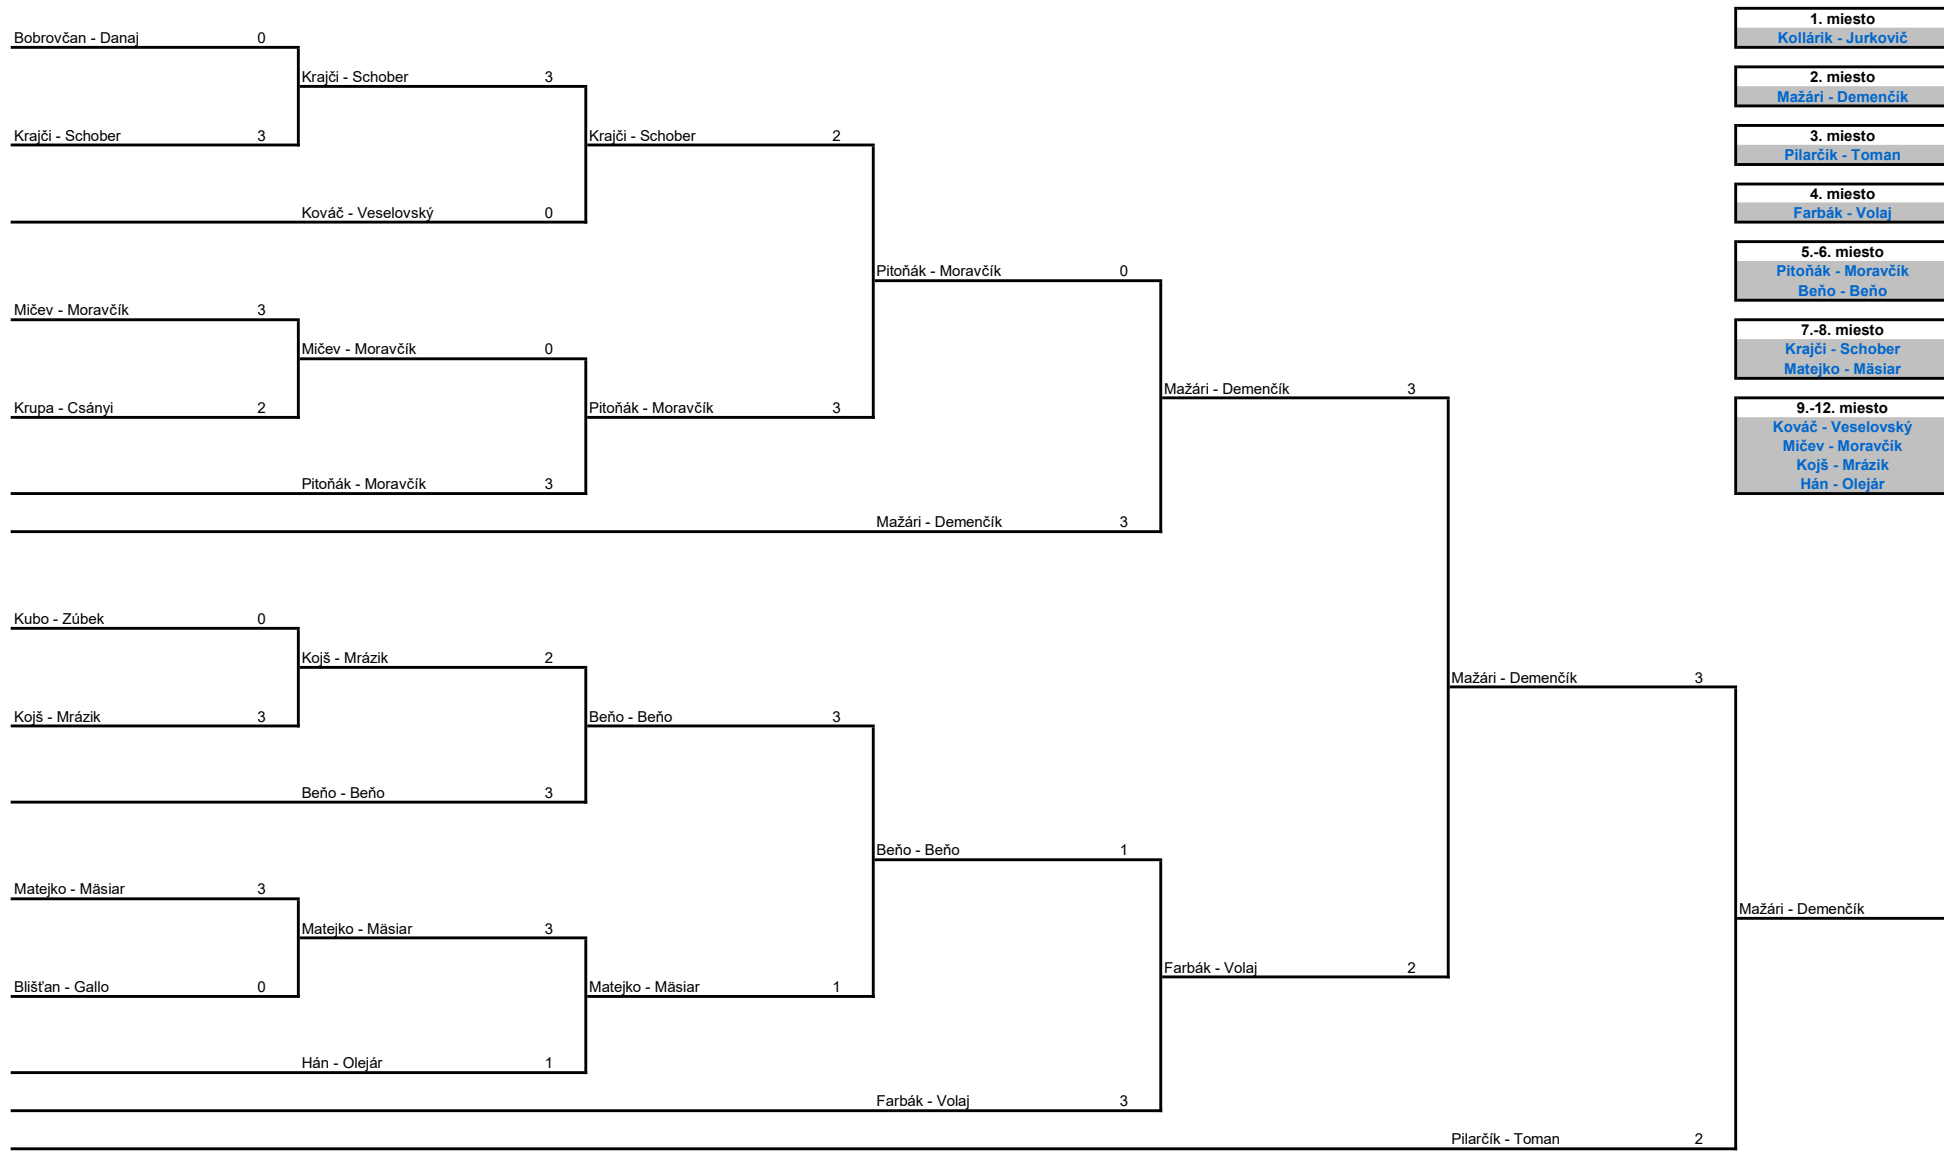 Bobrovčan - Danaj 0
Krajči - Schober 3
Krajči - Schober 3
Krajči - Schober 2
Kováč - Veselovský 0
Pitoňák - Moravčík 0
Mičev - Moravčík 3
Mičev - Moravčík 0
Mažári - Demenčík 3
Krupa - Csányi 2
Pitoňák - Moravčík 3
Pitoňák - Moravčík 3
Mažári - Demenčík 3
Kubo - Zúbek 0
Kojš - Mrázik 2
Mažári - Demenčík 3
Kojš - Mrázik 3
Beňo - Beňo 3
Beňo - Beňo 3
Beňo - Beňo 1
Matejko - Mäsiar 3
Mažári - Demenčík
Matejko - Mäsiar 3
Farbák - Volaj 2
Blišťan - Gallo 0
Matejko - Mäsiar 1
Hán - Olejár 1
Farbák - Volaj 3
Pilarčík - Toman 2
1. miesto
Kollárik - Jurkovič
2. miesto
Mažári - Demenčík
3. miesto
Pilarčík - Toman
4. miesto
Farbák - Volaj
5.-6. miesto
Pitoňák - Moravčík
Beňo - Beňo
7.-8. miesto
Krajči - Schober
Matejko - Mäsiar
9.-12. miesto
Kováč - Veselovský
Mičev - Moravčík
Kojš - Mrázik
Hán - Olejár